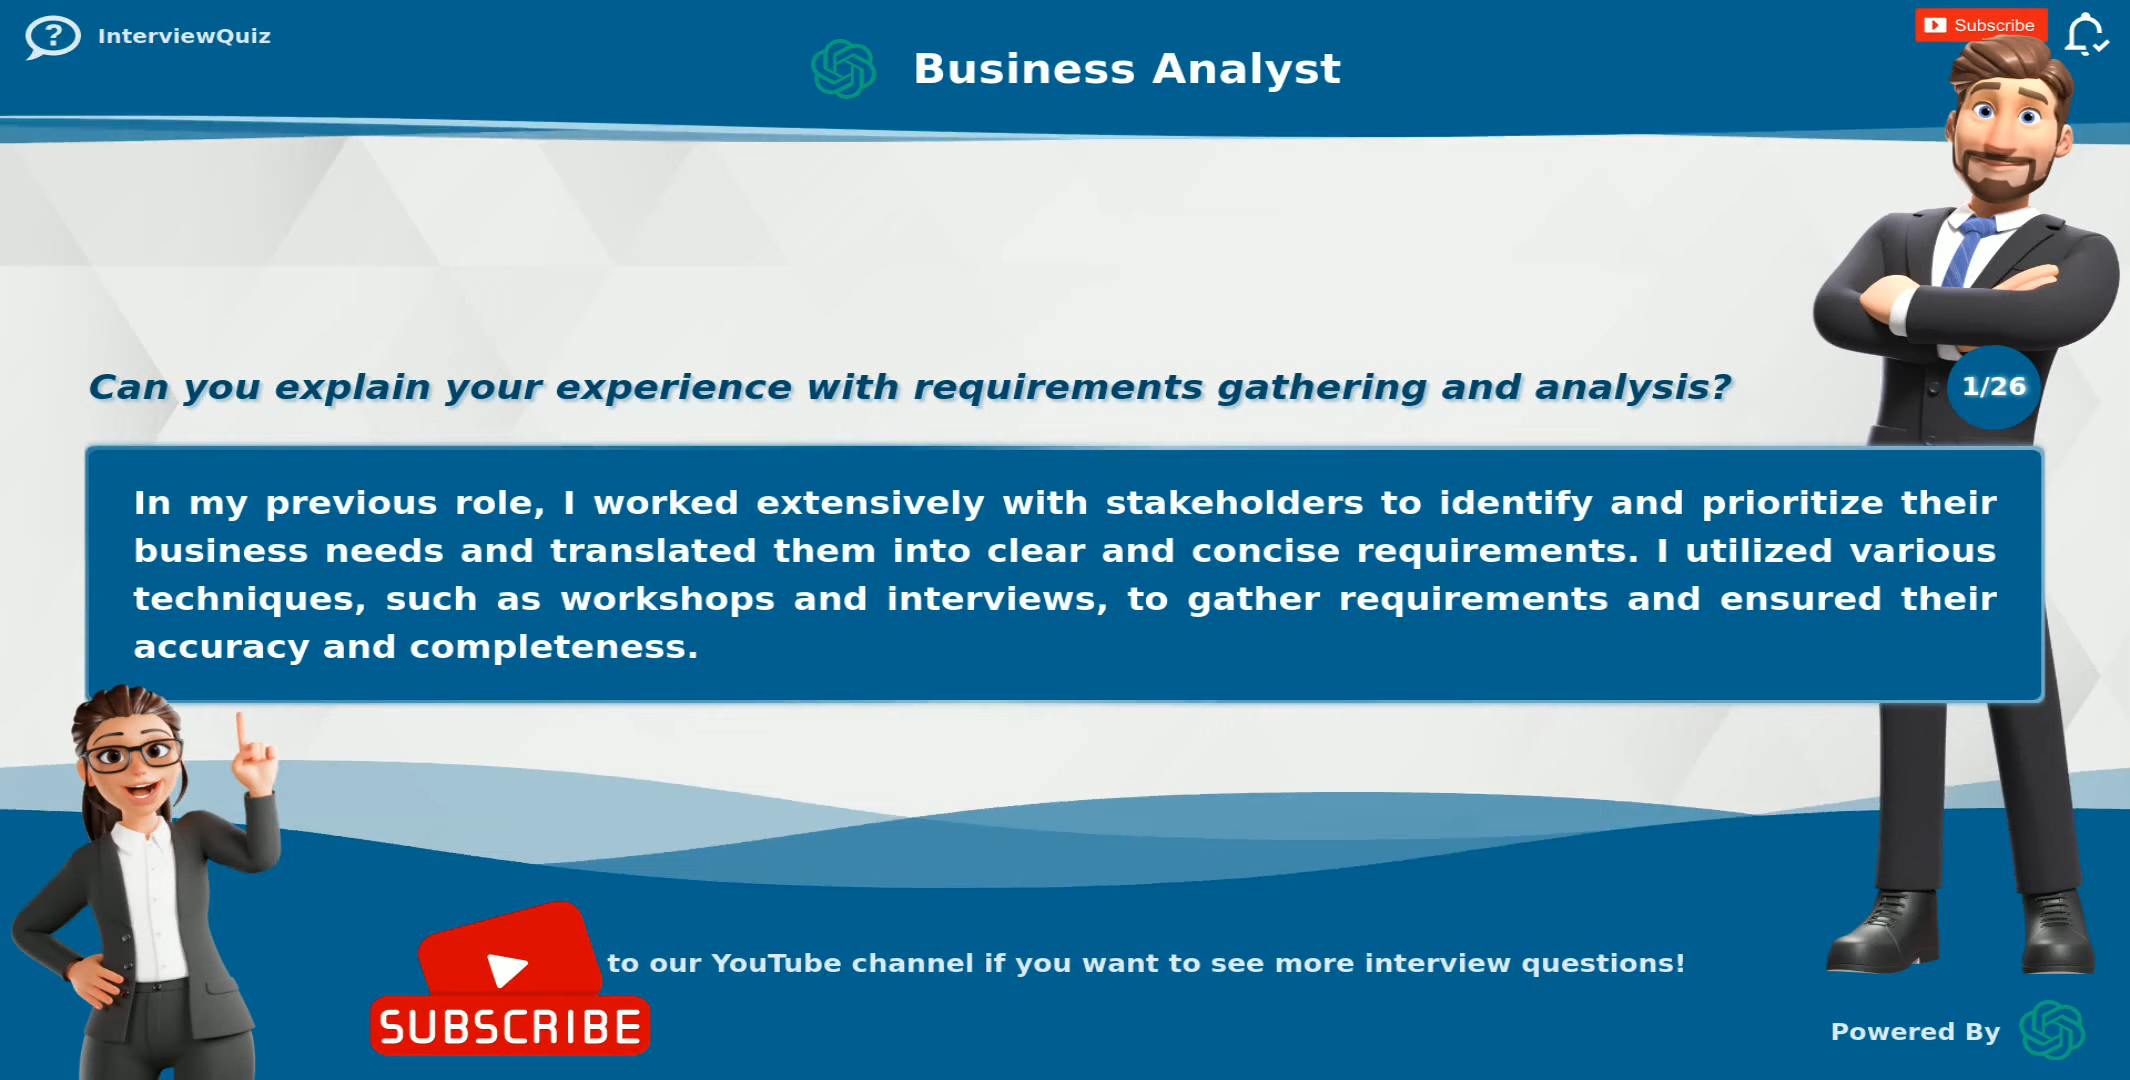 ?
InterviewQuiz
Subscribe
Business Analyst
Can you explain your experience with requirements gathering and analysis?
1/26
In my previous role, I worked extensively with stakeholders to identify and prioritize their
business needs and translated them into clear and concise requirements. I utilized various
techniques, such as workshops and interviews, to gather requirements and ensured their
accuracy and completeness.
to our YouTube channel if you want to see more interview questions!
SUBSCRIBE
Powered By